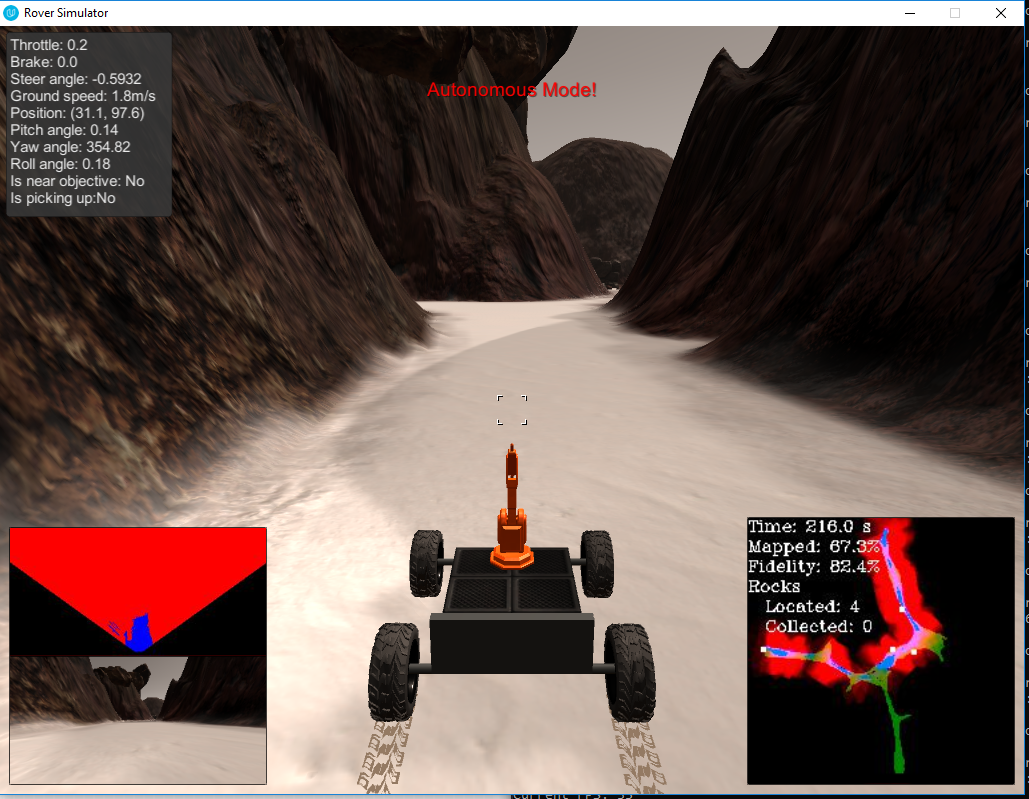 Rover Simulator
Throttle: 0.2
Brake: 0.0
Steer angle: -0.5932
Ground speed: 1.8m/s
Position: (31.1, 97.6)
Pitch angle: 0.14
Yaw angle: 354.82
Roll angle: 0.18
Is near objective: No
Is picking up:No
Autonomous Mode!
Time: 216.0 s
Mapped: 67.3%
Fidelity: 82.4%
Rocks
Located: 4
Collected: 0